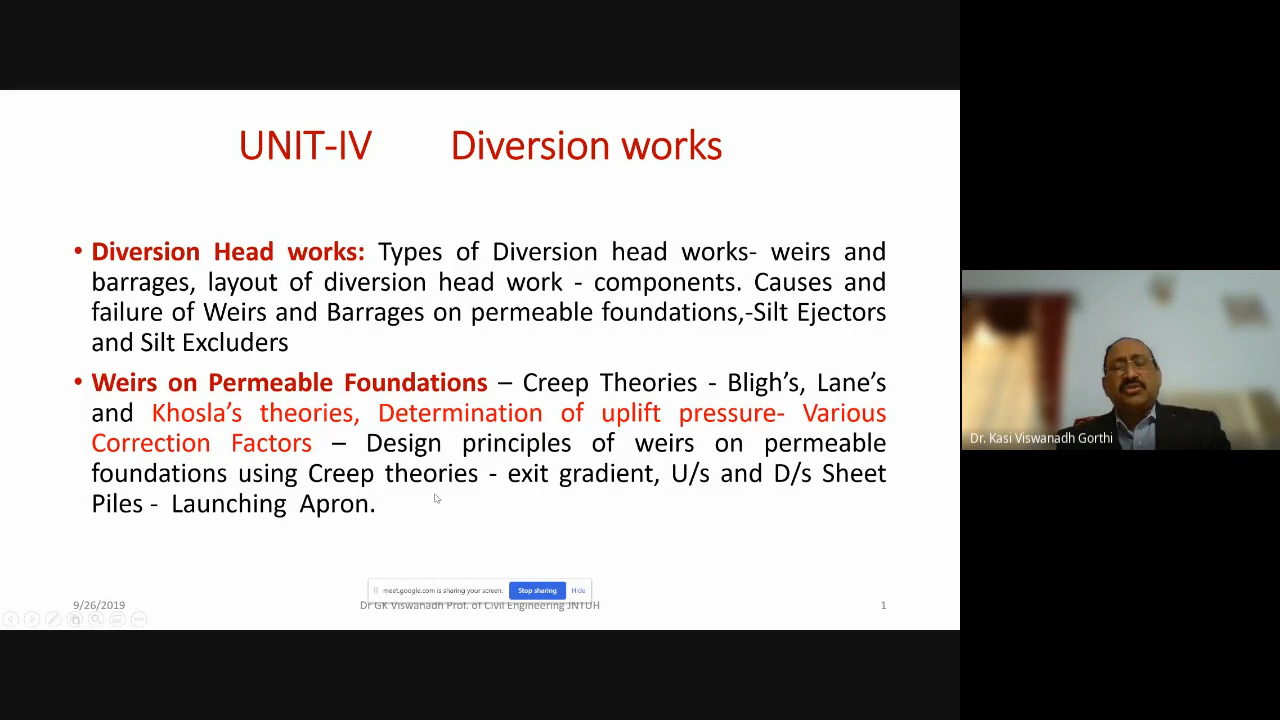 UNIT-IV Diversion works
• Diversion Head works: Types of Diversion head works- weirs and
barrages, layout of diversion head work - components. Causes and
failure of Weirs and Barrages on permeable foundations,-Silt Ejectors
and Silt Excluders
• Weirs on Permeable Foundations – Creep Theories - Bligh’s, Lane’s
and Khosla’s theories, Determination of uplift pressure- Various
Correction Factors – Design principles of weirs on permeable
foundations using Creep theories - exit gradient, U/s and D/s Sheet
Piles - Launching Apron.
meet.google.com is sharing your screen. Stop sharing Hide
9/26/2019 Dr GK Viswanadh Prof. of Civil Engineering JNTUH 1
Dr. Kasi Viswanadh Gorthi